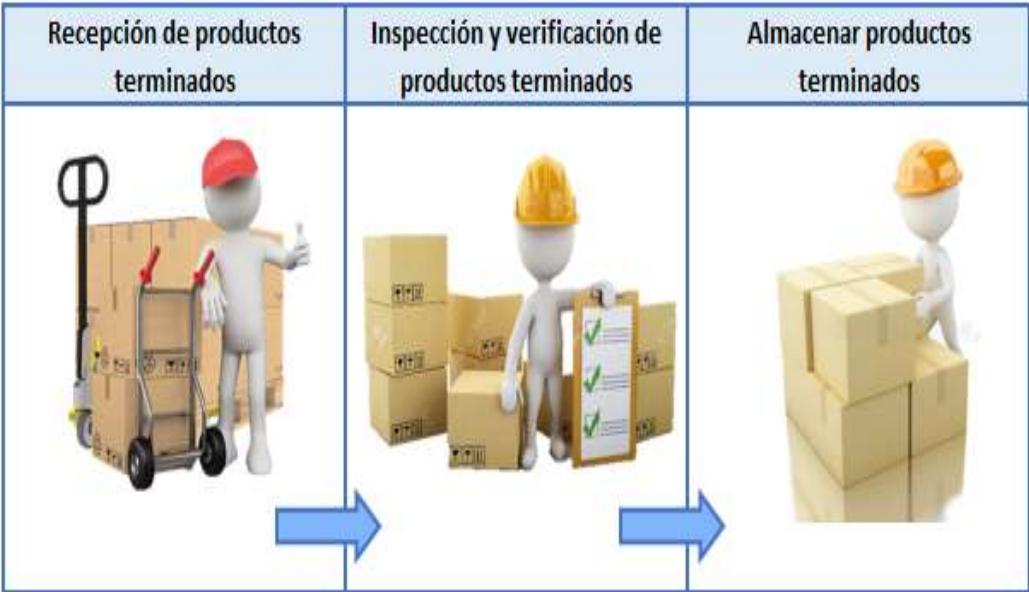 Recepción de productos
terminados
Inspección y verificación de
productos terminados
Almacenar productos
terminados